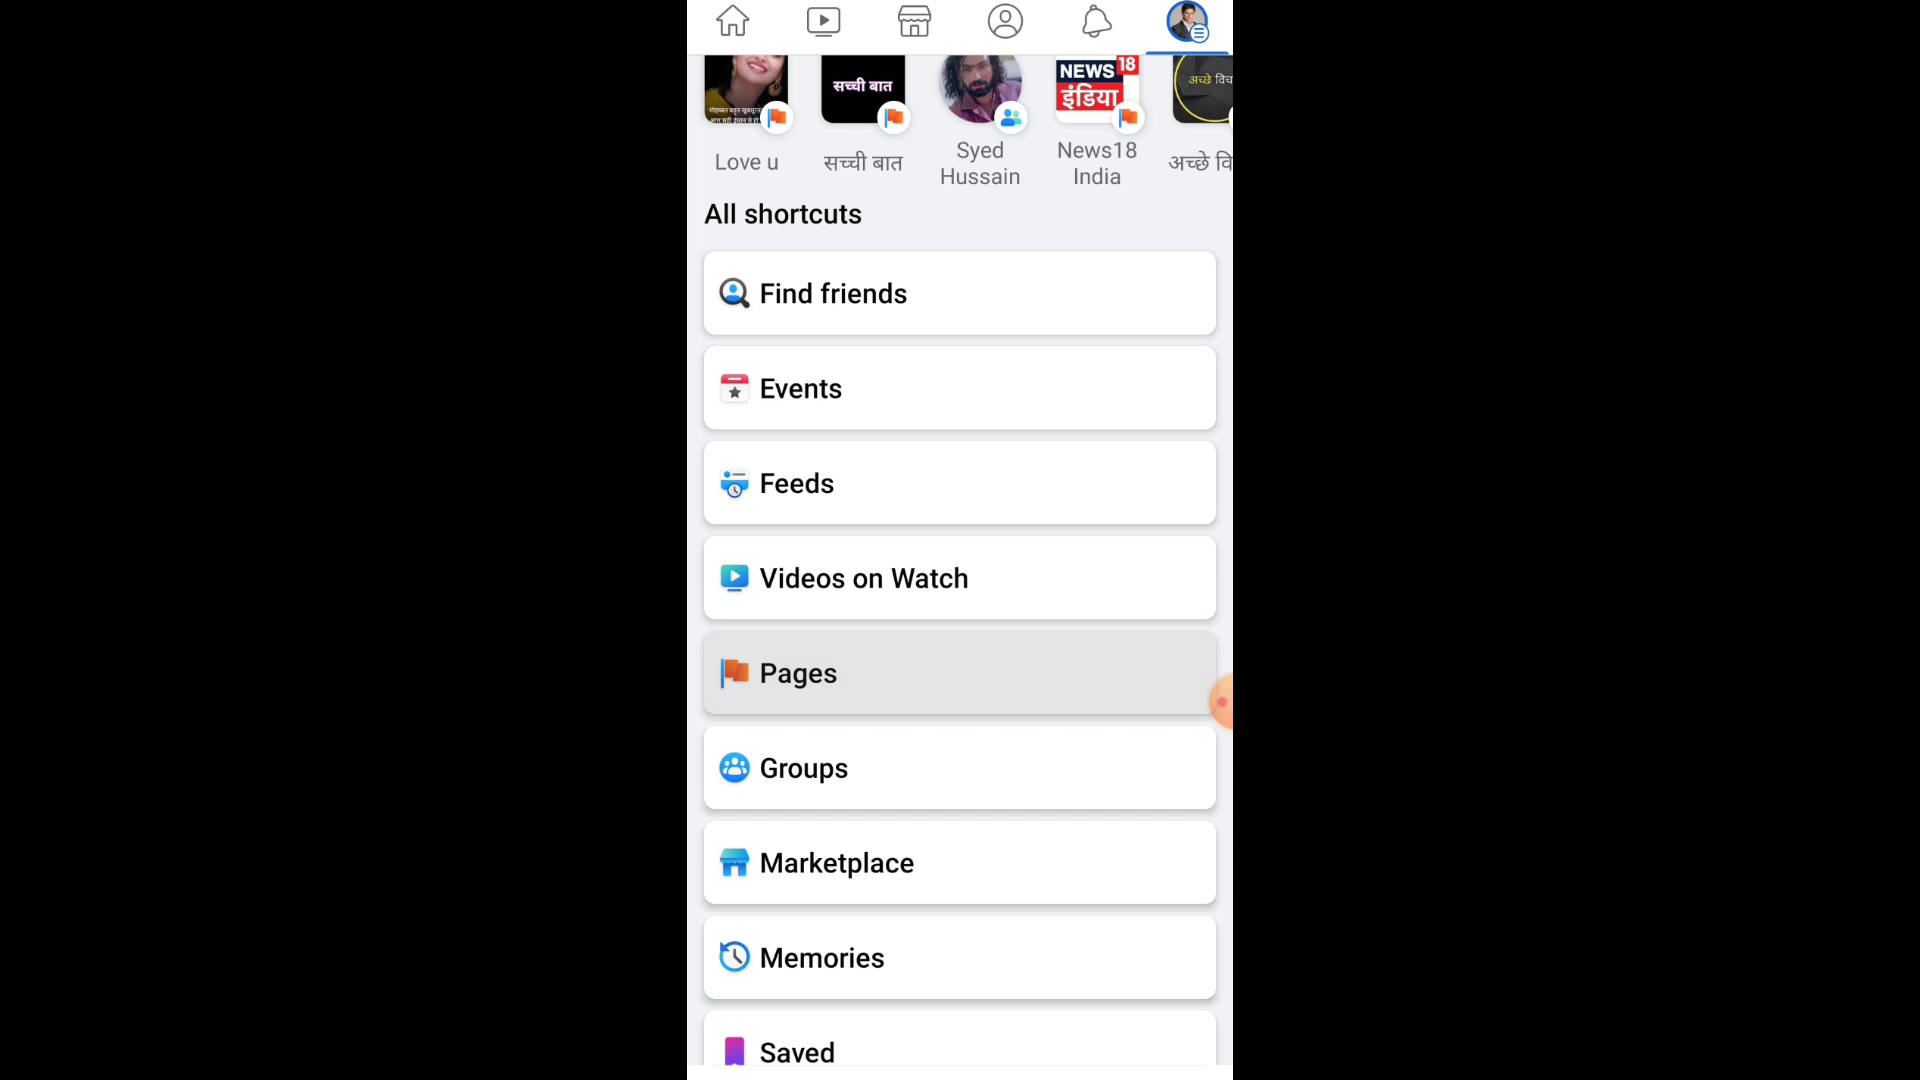 सच्ची बात
NEWS 18
इंडिया
Love u
सच्ची बात
Syed
Hussain
News18
India
All shortcuts
Find friends
Events
Feeds
Videos on Watch
Pages
Groups
Marketplace
Memories
Saved